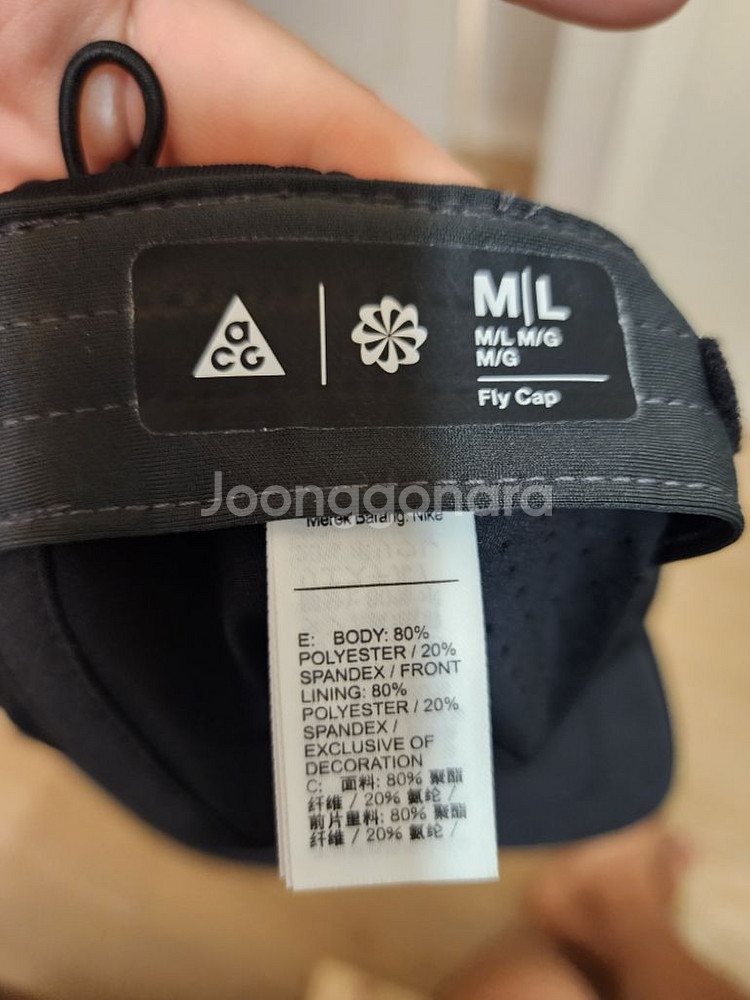 acg
M|L
M/L M/G
M/G
Fly Cap
Joonggonara
Merek Barang: Nike
E: BODY: 80%
POLYESTER / 20%
SPANDEX / FRONT
LINING: 80%
POLYESTER / 20%
SPANDEX /
EXCLUSIVE OF
DECORATION
C: 面料: 80% 聚酯
纤维 / 20% 氨纶 /
前片里料: 80% 聚酯
纤维 / 20% 氨纶 /